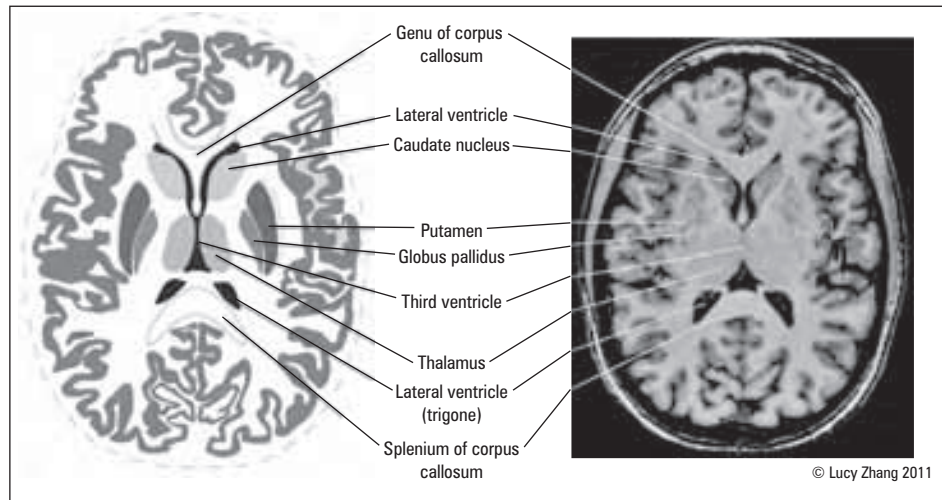 Genu of corpus
callosum
Lateral ventricle
Caudate nucleus
Putamen
Globus pallidus
Third ventricle
Thalamus
Lateral ventricle
(trigone)
Splenium of corpus
callosum
© Lucy Zhang 2011